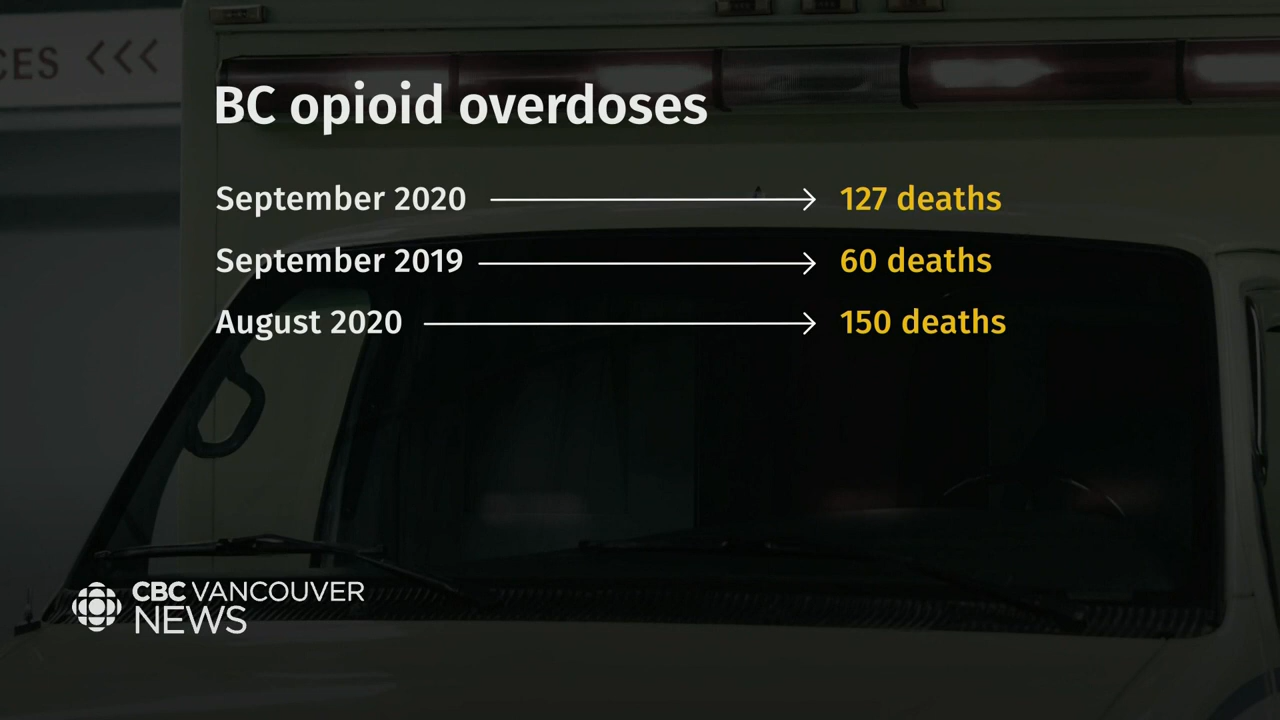 CES <<<
BC opioid overdoses
September 2020 → 127 deaths
September 2019 → 60 deaths
August 2020 → 150 deaths
CBC VANCOUVER
NEWS